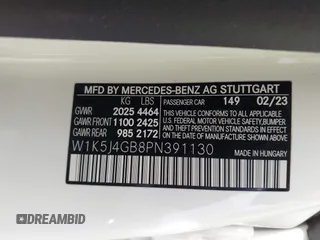 MFD BY MERCEDES-BENZ AG STUTTGART
KG LBS 149 02/23
GVWR 2025 4464
GAWR FRONT 1100 2425
GAWR REAR 985 2172
THIS VEHICLE CONFORMS TO ALL APPLICABLE
U.S. FEDERAL MOTOR VEHICLE SAFETY, BUMPER,
AND THEFT PREVENTION STANDARDS IN EFFECT ON
THE DATE OF MANUFACTURE SHOWN ABOVE.
W1K5J4GB8PN391130
MADE IN HUNGARY
DREAMBID